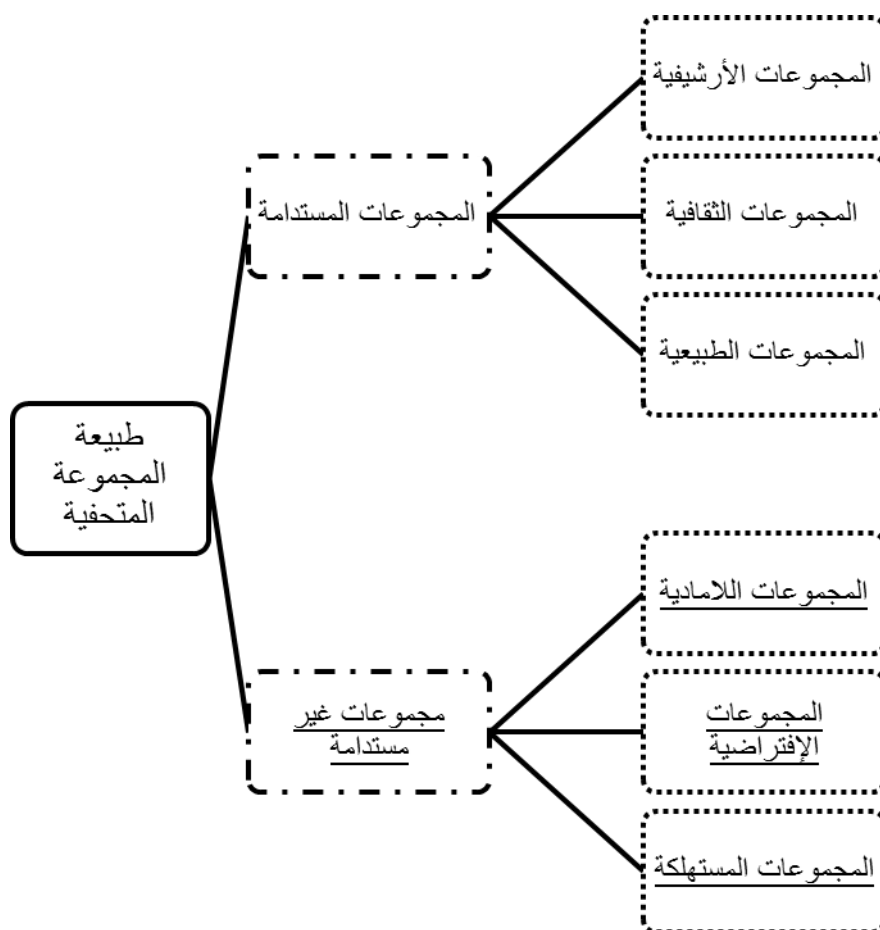 طبيعة
المجموعة
المتحفية
المجموعات المستدامة
المجموعات الأرشيفية
المجموعات الثقافية
المجموعات الطبيعية
مجموعات غير
مستدامة
المجموعات اللامادية
المجموعات
الإفتراضية
المجموعات المستهلكة